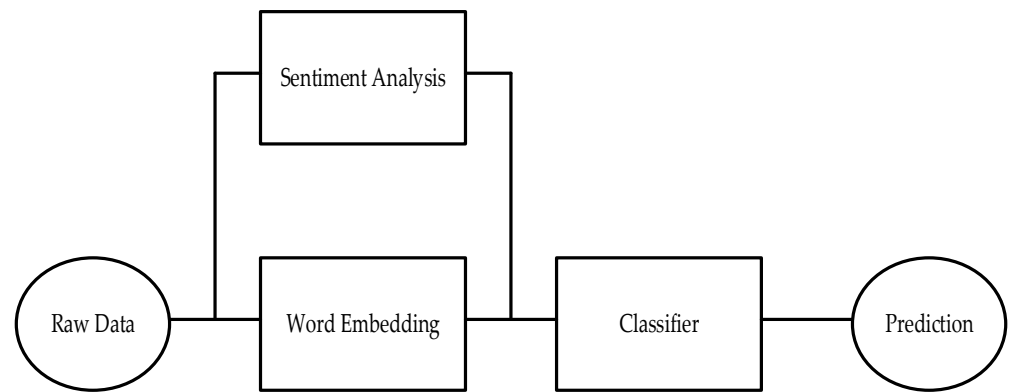 Sentiment Analysis
Raw Data
Word Embedding
Classifier
Prediction